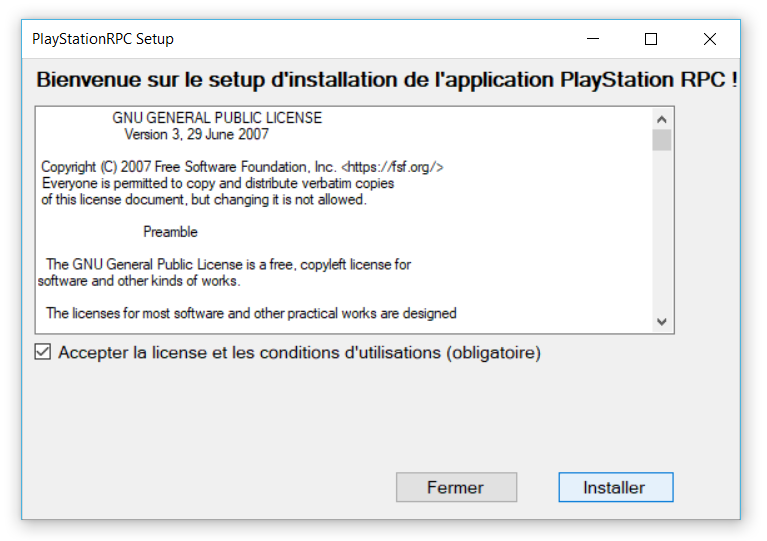 PlayStationRPC Setup
Bienvenue sur le setup d'installation de l'application PlayStation RPC !
GNU GENERAL PUBLIC LICENSE
Version 3, 29 June 2007
Copyright (C) 2007 Free Software Foundation, Inc. <https://fsf.org/>
Everyone is permitted to copy and distribute verbatim copies
of this license document, but changing it is not allowed.
Preamble
The GNU General Public License is a free, copyleft license for
software and other kinds of works.
The licenses for most software and other practical works are designed
Accepter la license et les conditions d'utilisations (obligatoire)
Fermer
Installer